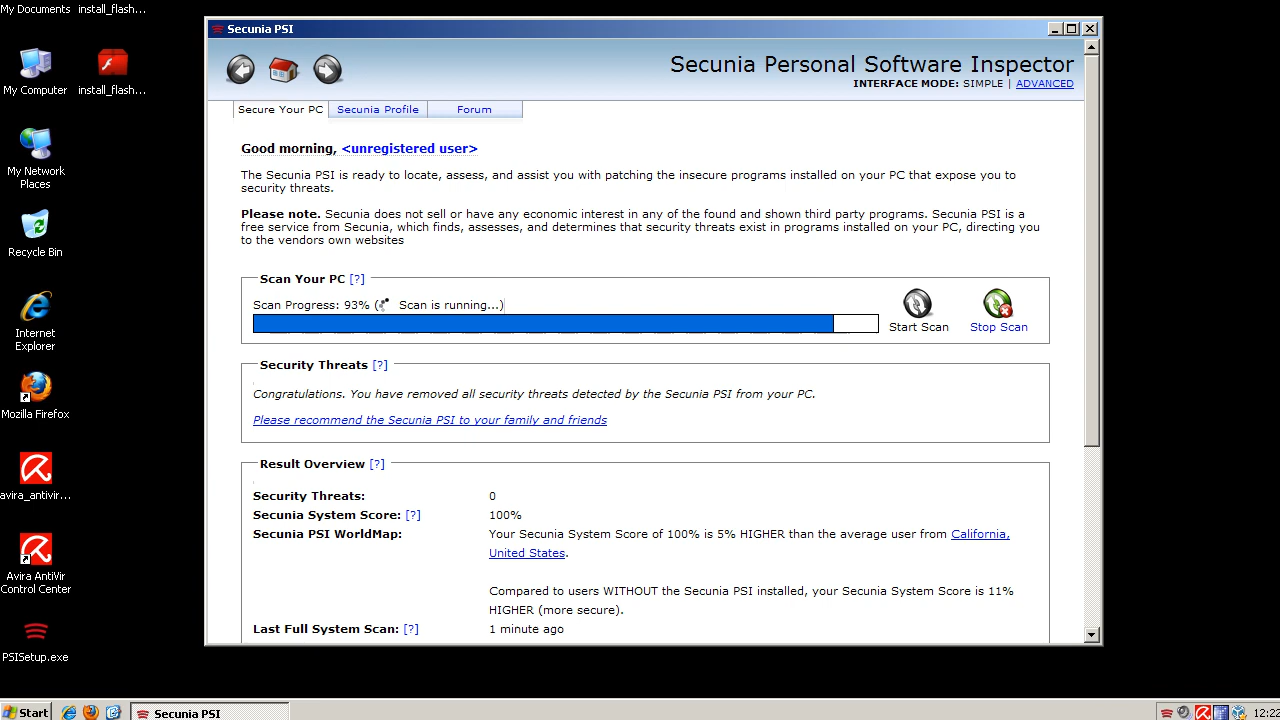 My Documents
install_flash...
My Computer
install_flash...
My Network
Places
Recycle Bin
Internet
Explorer
Mozilla Firefox
avira_antivir...
Avira AntiVir
Control Center
PSISetup.exe
Secunia PSI
Secunia Personal Software Inspector
INTERFACE MODE: SIMPLE | ADVANCED
Secure Your PC
Secunia Profile
Forum
Good morning, <unregistered user>
The Secunia PSI is ready to locate, assess, and assist you with patching the insecure programs installed on your PC that expose you to
security threats.
Please note. Secunia does not sell or have any economic interest in any of the found and shown third party programs. Secunia PSI is a
free service from Secunia, which finds, assesses, and determines that security threats exist in programs installed on your PC, directing you
to the vendors own websites
Scan Your PC [?]
Scan Progress: 93% ( Scan is running...)
Start Scan
Stop Scan
Security Threats [?]
Congratulations. You have removed all security threats detected by the Secunia PSI from your PC.
Please recommend the Secunia PSI to your family and friends
Result Overview [?]
Security Threats: 0
Secunia System Score: [?] 100%
Secunia PSI WorldMap: Your Secunia System Score of 100% is 5% HIGHER than the average user from California,
United States.
Compared to users WITHOUT the Secunia PSI installed, your Secunia System Score is 11%
HIGHER (more secure).
Last Full System Scan: [?] 1 minute ago
Start
Secunia PSI
12:22